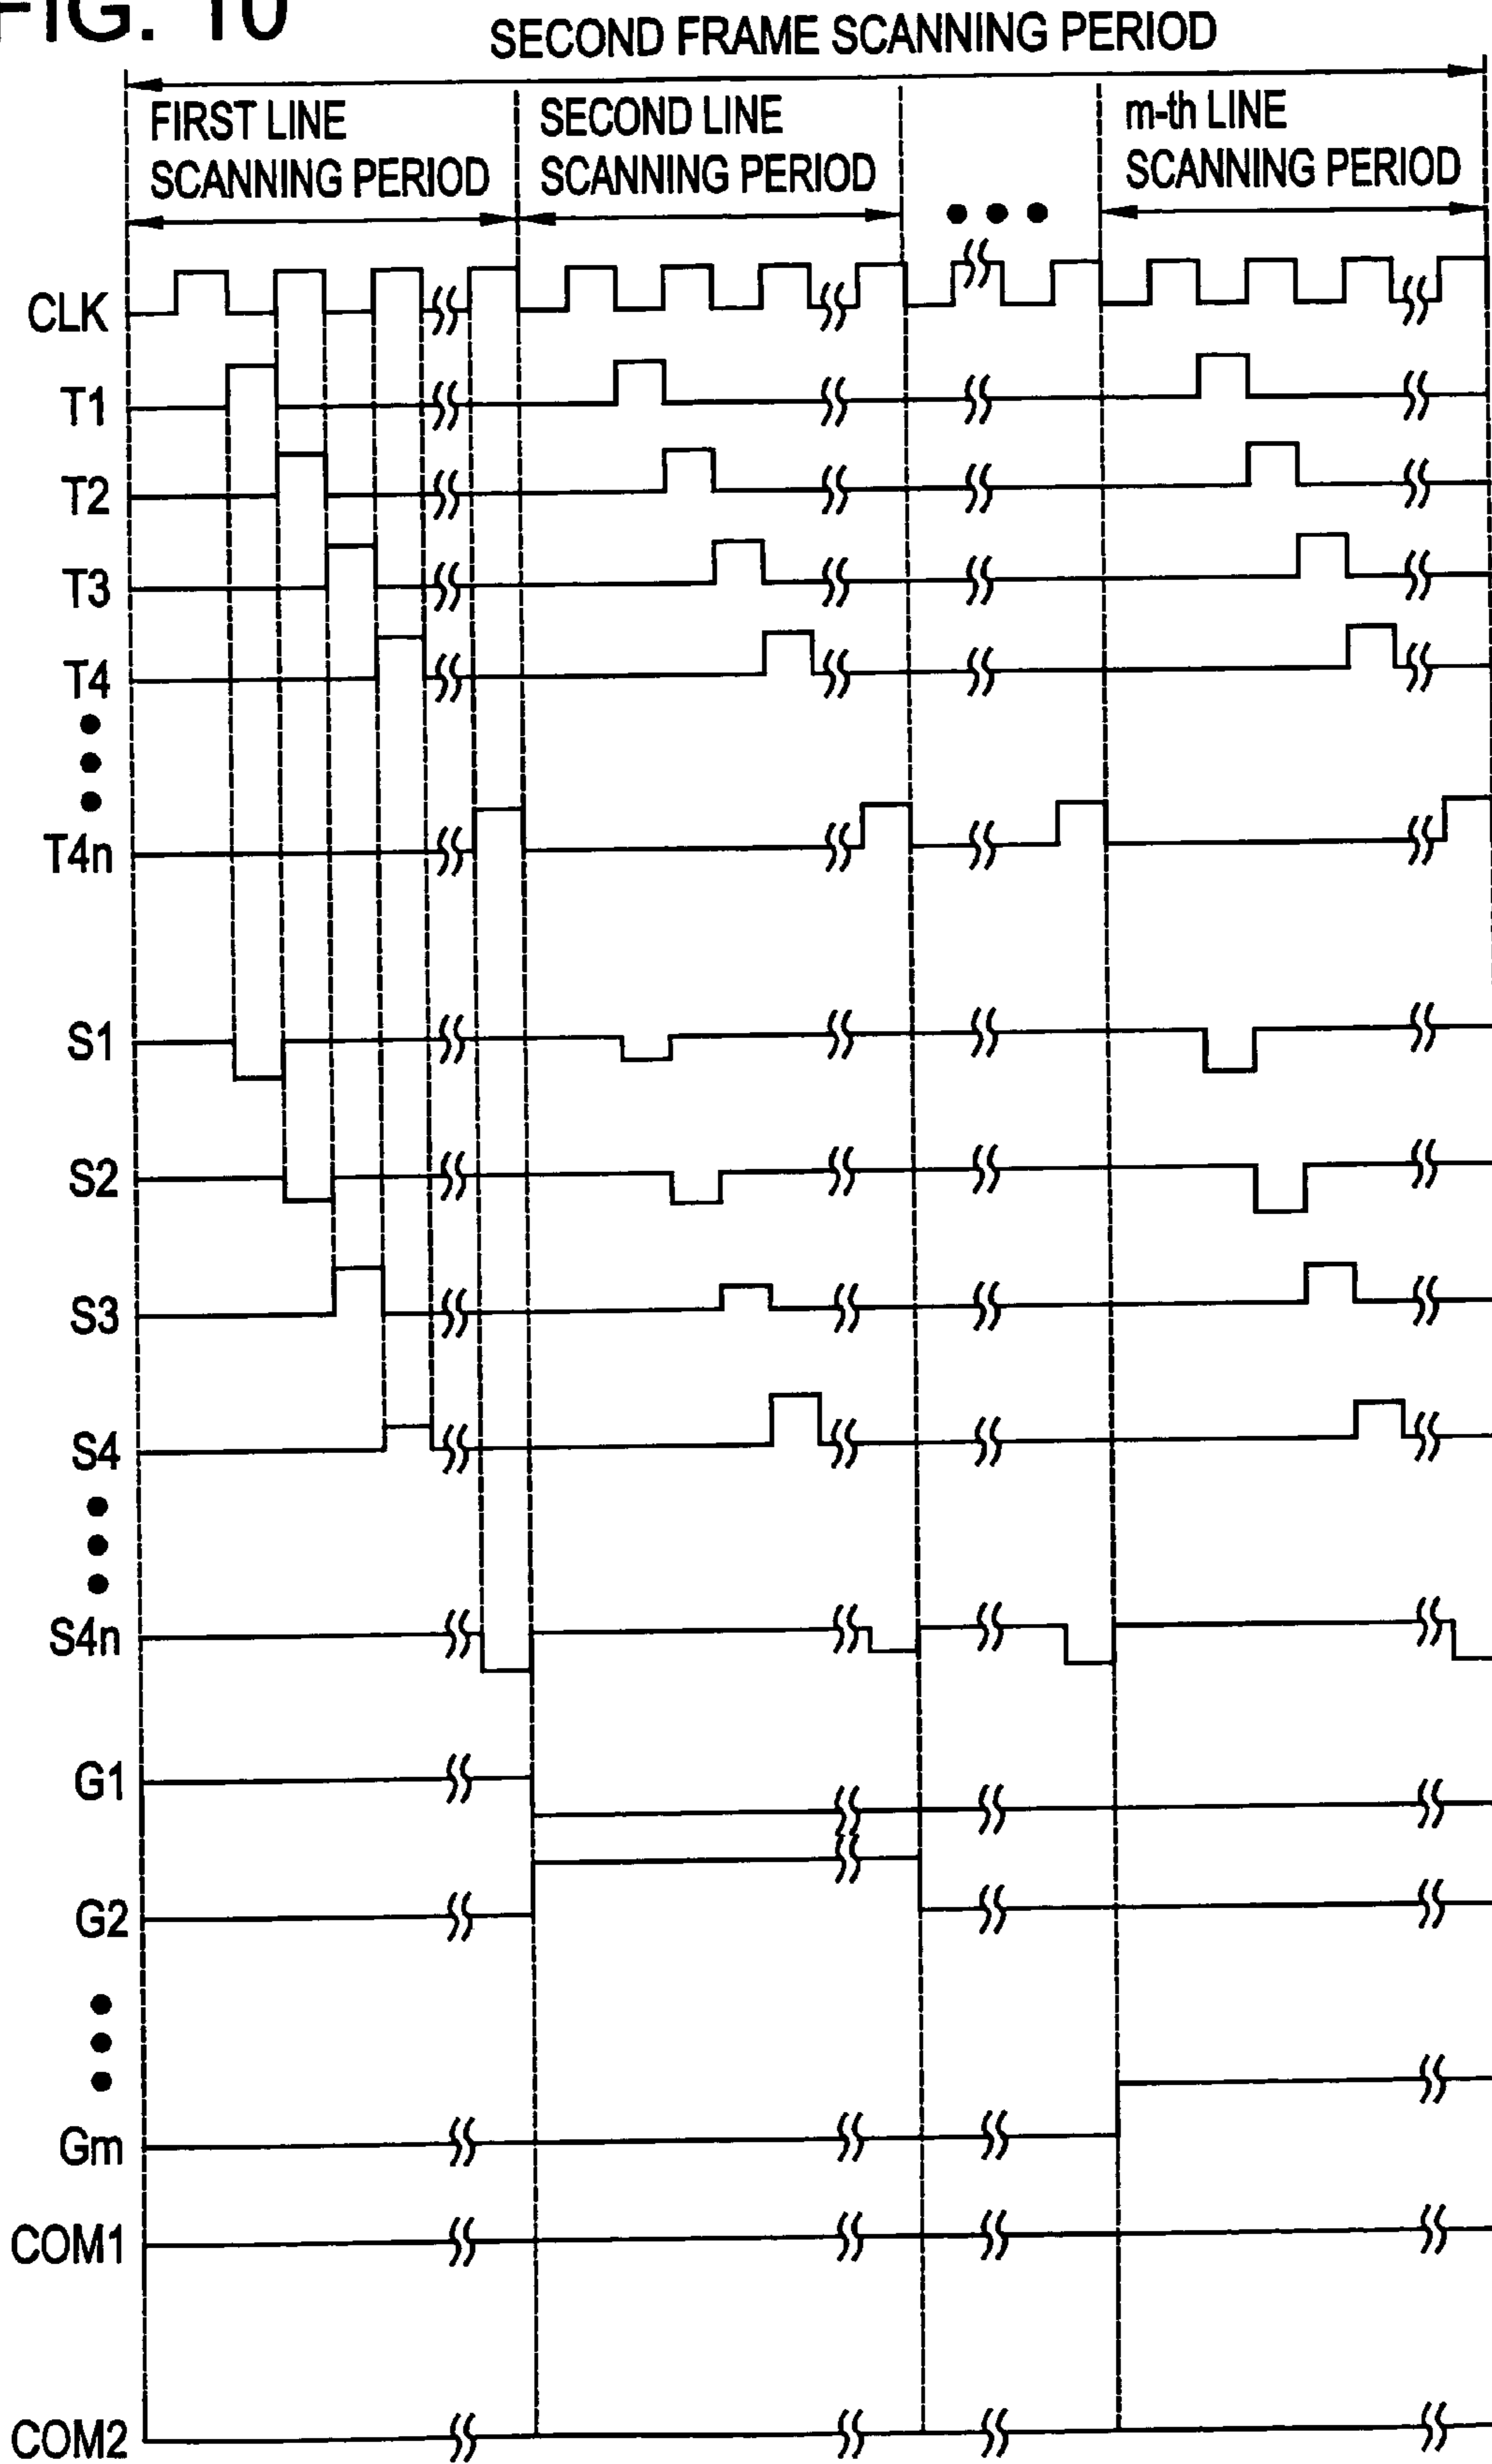 FIG. 10
SECOND FRAME SCANNING PERIOD
FIRST LINE
SCANNING PERIOD
SECOND LINE
SCANNING PERIOD
m-th LINE
SCANNING PERIOD
CLK
T1
T2
T3
T4
T4n
S1
S2
S3
S4
S4n
G1
G2
Gm
COM1
COM2